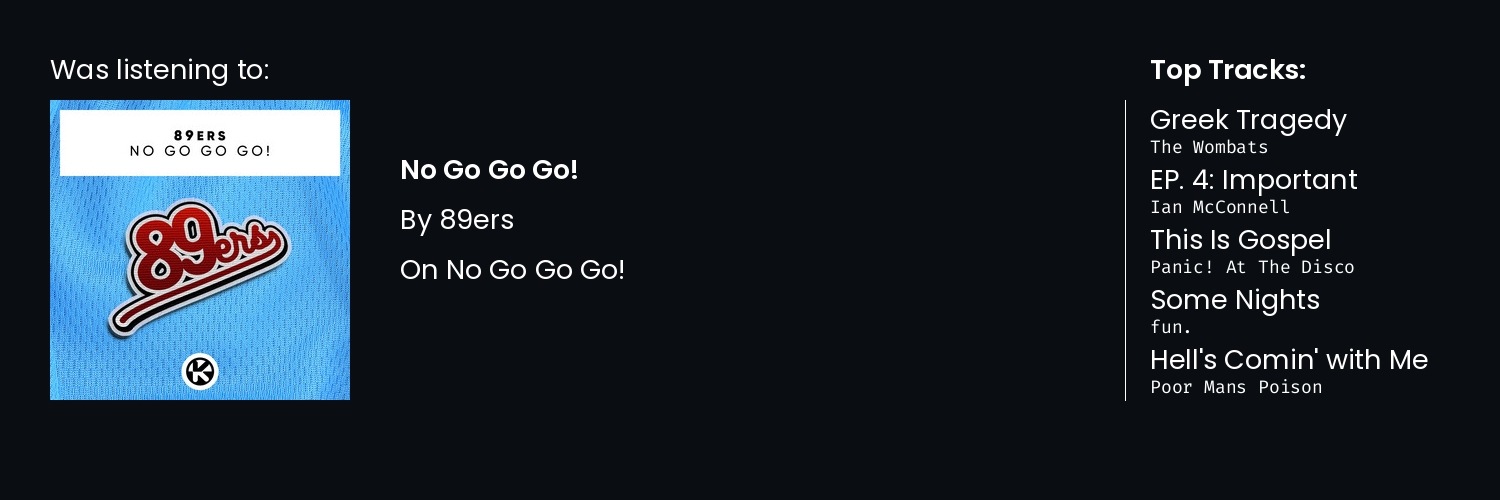 Was listening to:
89ERS
NO GO GO GO!
89ers
K
No Go Go Go!
By 89ers
On No Go Go Go!
Top Tracks:
Greek Tragedy
The Wombats
EP. 4: Important
Ian McConnell
This Is Gospel
Panic! At The Disco
Some Nights
fun.
Hell's Comin' with Me
Poor Mans Poison